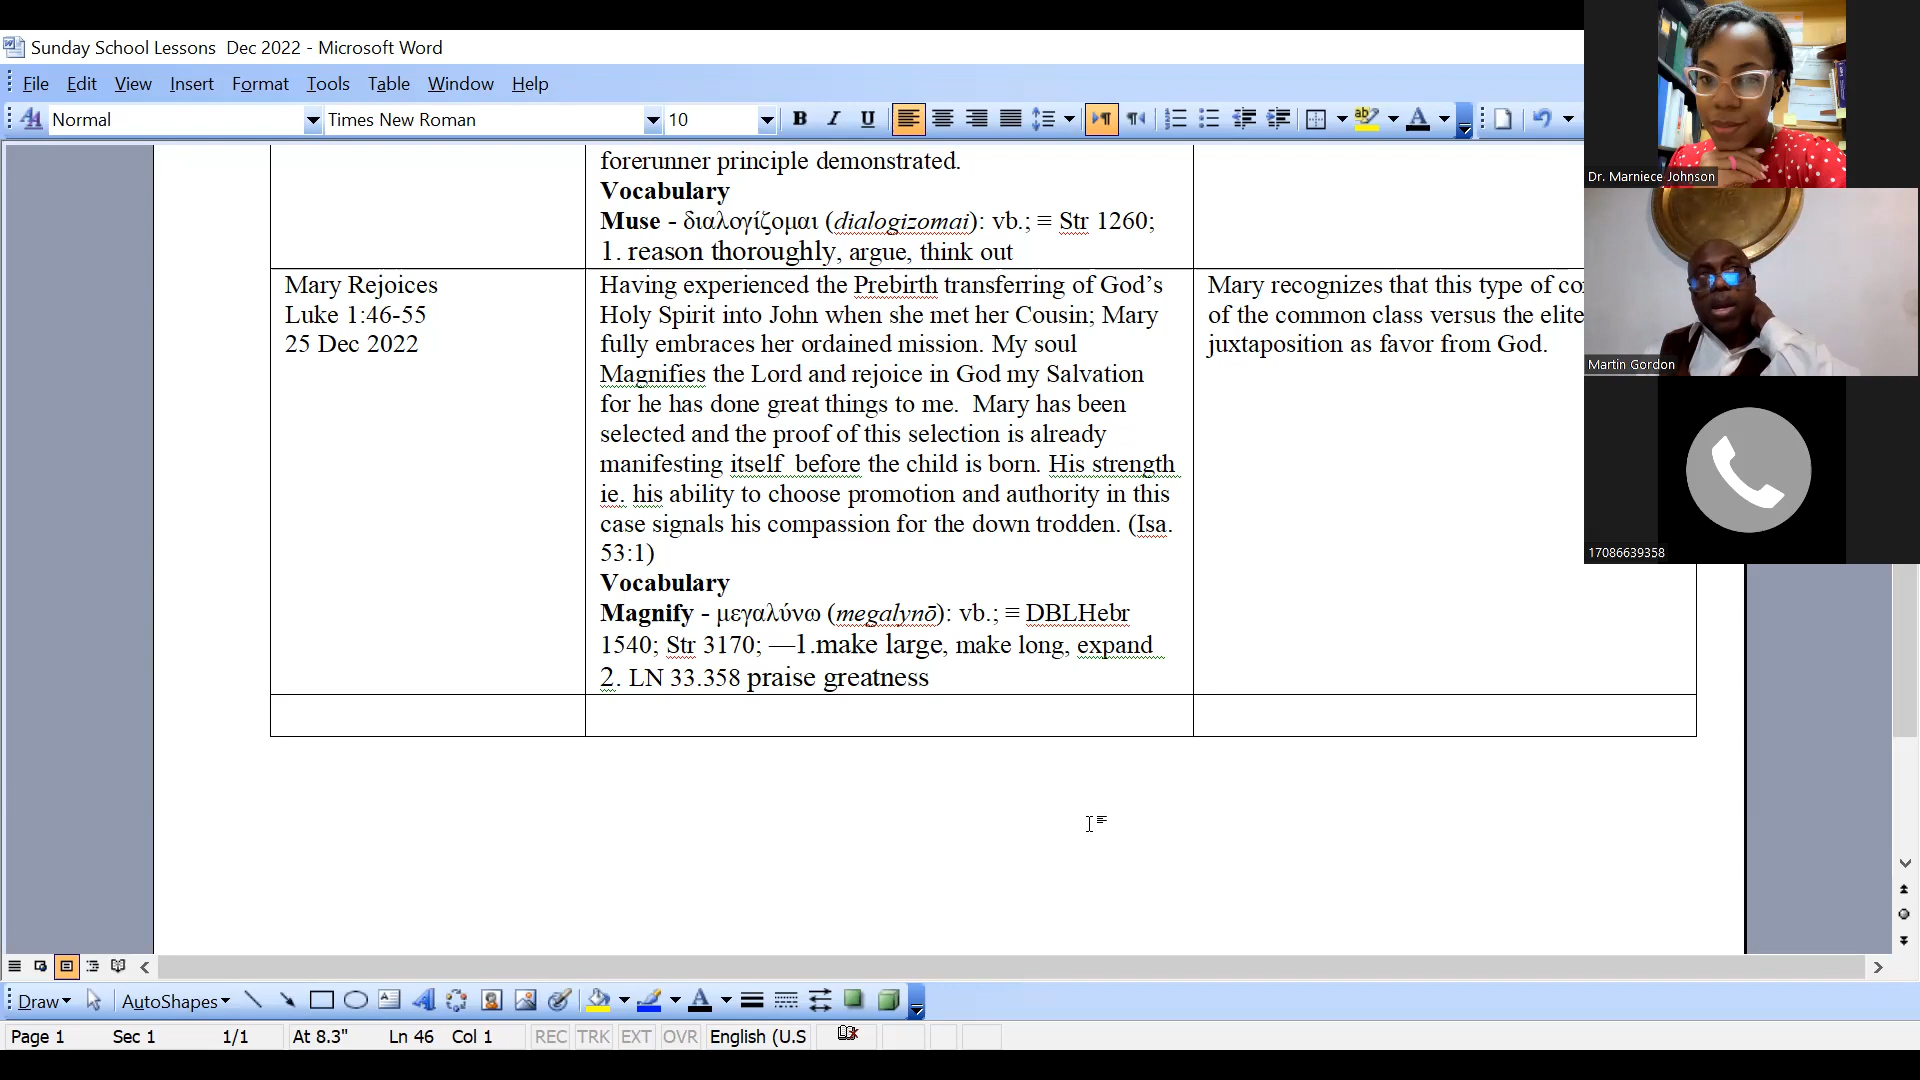 Sunday School Lessons Dec 2022 - Microsoft Word
File Edit View Insert Format Tools Table Window Help
Normal Times New Roman 10 B I U
forerunner principle demonstrated.
Vocabulary
Muse - διαλογίζομαι (dialogizomai): vb.; ≡ Str 1260;
1. reason thoroughly, argue, think out
Mary Rejoices
Luke 1:46-55
25 Dec 2022
Having experienced the Prebirth transferring of God’s
Holy Spirit into John when she met her Cousin; Mary
fully embraces her ordained mission. My soul
Magnifies the Lord and rejoice in God my Salvation
for he has done great things to me. Mary has been
selected and the proof of this selection is already
manifesting itself before the child is born. His strength
ie. his ability to choose promotion and authority in this
case signals his compassion for the down trodden. (Isa.
53:1)
Vocabulary
Magnify - μεγαλύνω (megalynō): vb.; ≡ DBLHebr
1540; Str 3170; —1.make large, make long, expand
2. LN 33.358 praise greatness
Mary recognizes that this type of co
of the common class versus the elite
juxtaposition as favor from God.
Dr. Marniece Johnson
Martin Gordon
17086639358
Draw AutoShapes
Page 1 Sec 1 1/1 At 8.3" Ln 46 Col 1 REC TRK EXT OVR English (U.S